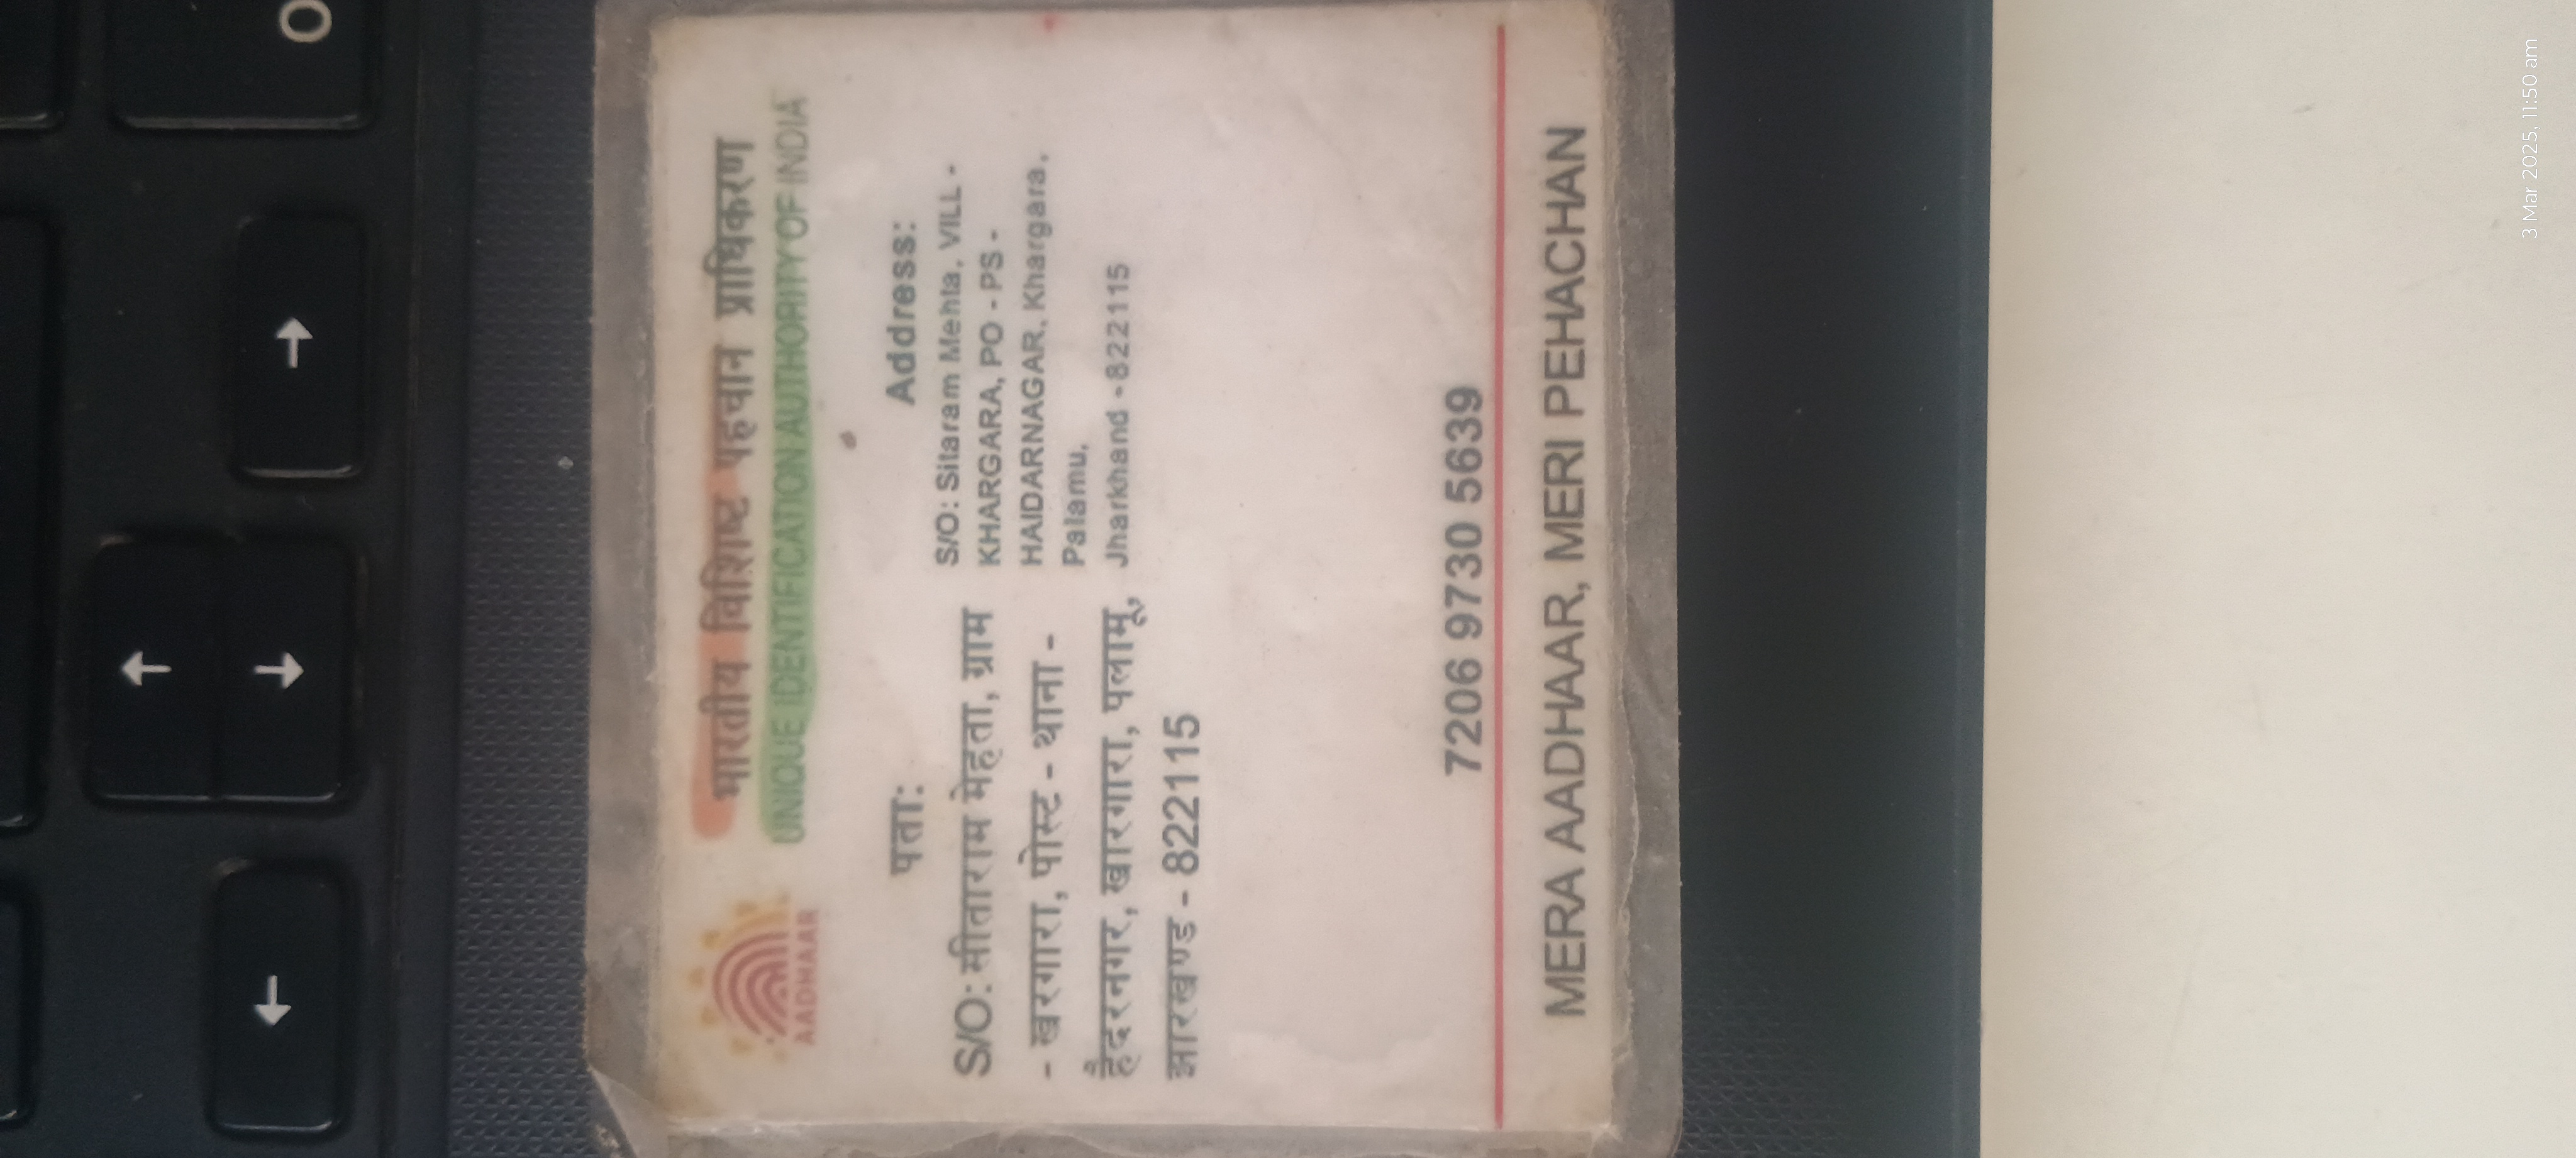 भारतीय विशिष्ट पहचान प्राधिकरण
UNIQUE IDENTIFICATION AUTHORITY OF INDIA
AADHAAR
पता:
S/O: सीताराम मेहता, ग्राम
- खरगारा, पोस्ट - थाना -
हैदरनगर, खारगारा, पलामू,
झारखण्ड - 822115
Address:
S/O: Sitaram Mehta, VILL -
KHARGARA, PO - PS -
HAIDARNAGAR, Khargara,
Palamu,
Jharkhand - 822115
7206 9730 5639
MERA AADHAAR, MERI PEHACHAN
3 Mar 2025, 11:50 am
0